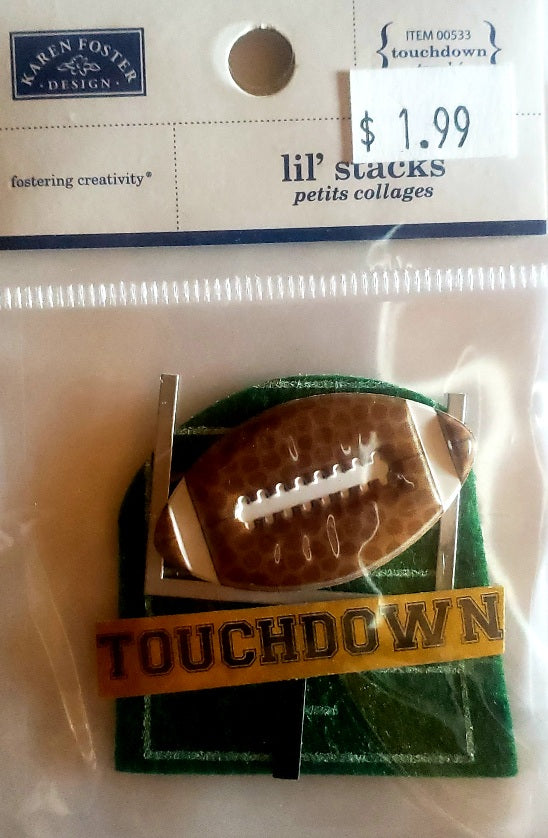 KAREN FOSTER
· DESIGN ·
ITEM 00533
{touchdown}
$ 1.99
fostering creativity®
lil' stacks
petits collages
TOUCHDOWN